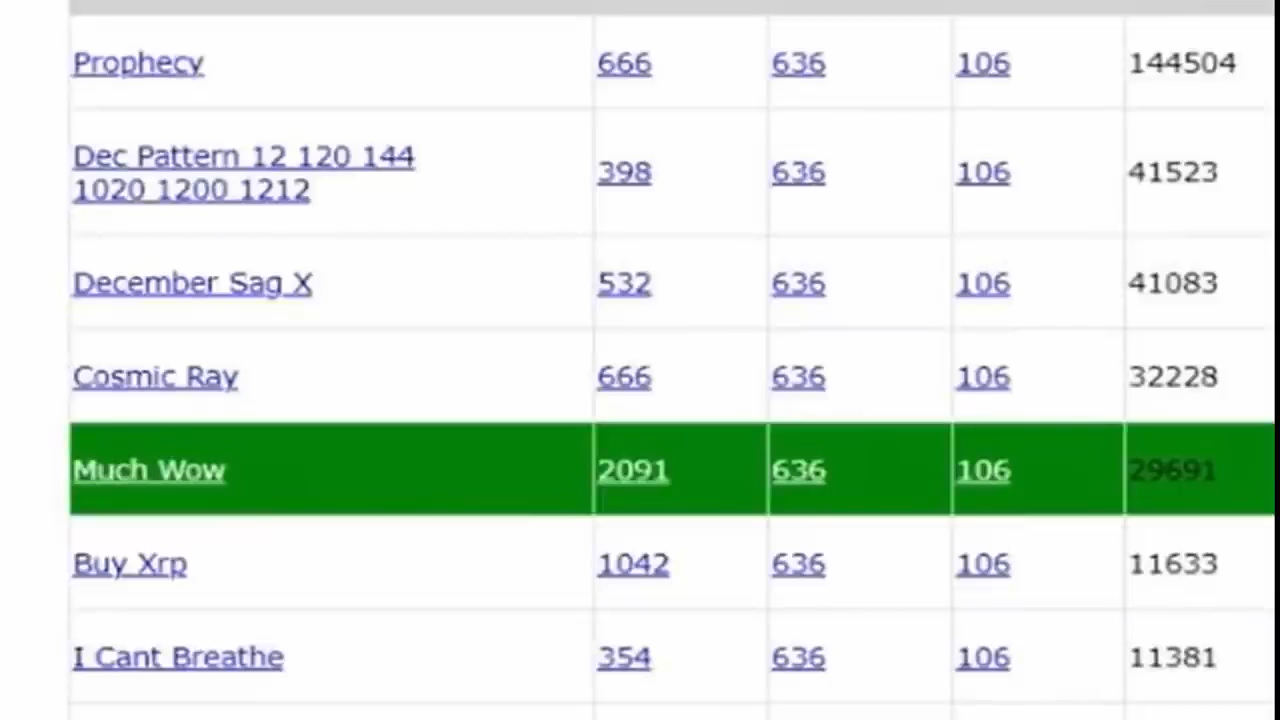 Prophecy 666 636 106 144504
Dec Pattern 12 120 144
1020 1200 1212 398 636 106 41523
December Sag X 532 636 106 41083
Cosmic Ray 666 636 106 32228
Much Wow 2091 636 106 29691
Buy Xrp 1042 636 106 11633
I Cant Breathe 354 636 106 11381